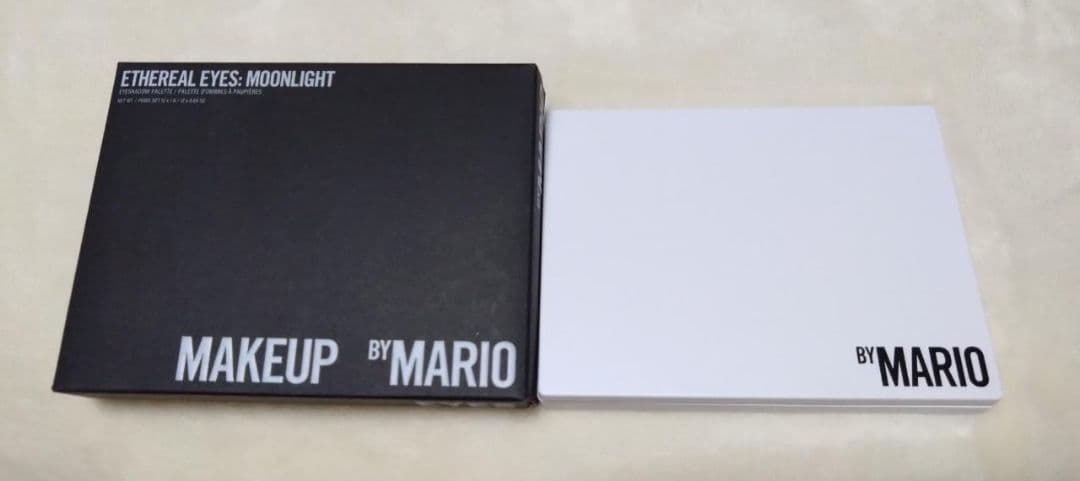 ETHEREAL EYES: MOONLIGHT
EYESHADOW PALETTE / PALETTE D'OMBRES À PAUPIÈRES
MAKEUP BY MARIO
BY MARIO